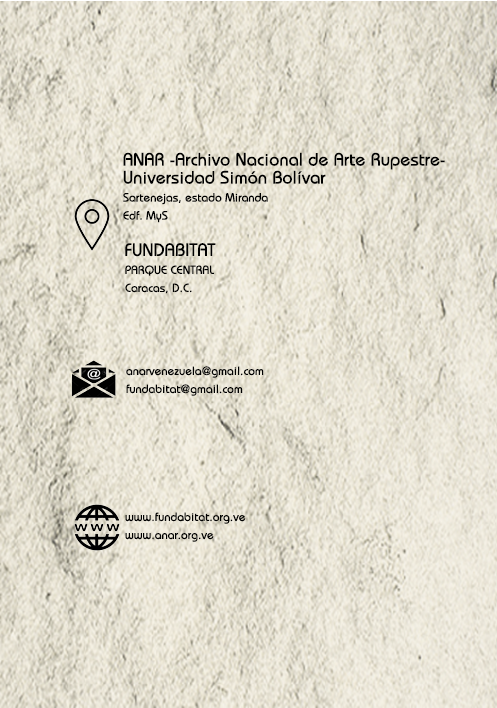 ANAR -Archivo Nacional de Arte Rupestre-
Universidad Simón Bolívar
Sartenejas, estado Miranda
Edf. MyS
FUNDABITAT
PARQUE CENTRAL
Caracas, D.C.
@
anarvenezuela@gmail.com
fundabitat@gmail.com
www
www.fundabitat.org.ve
www.anar.org.ve